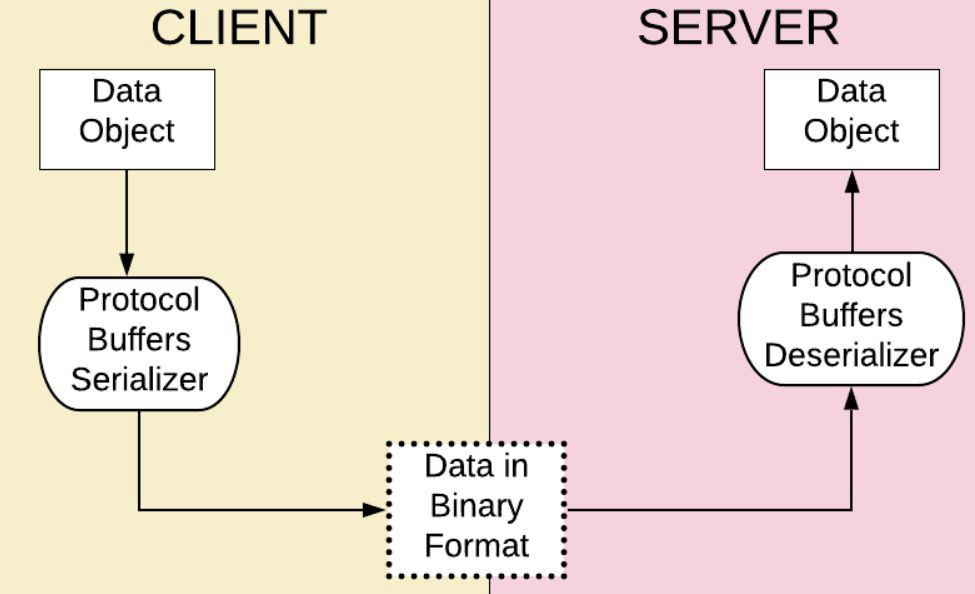 CLIENT
Data
Object
Protocol
Buffers
Serializer
Data in
Binary
Format
SERVER
Data
Object
Protocol
Buffers
Deserializer